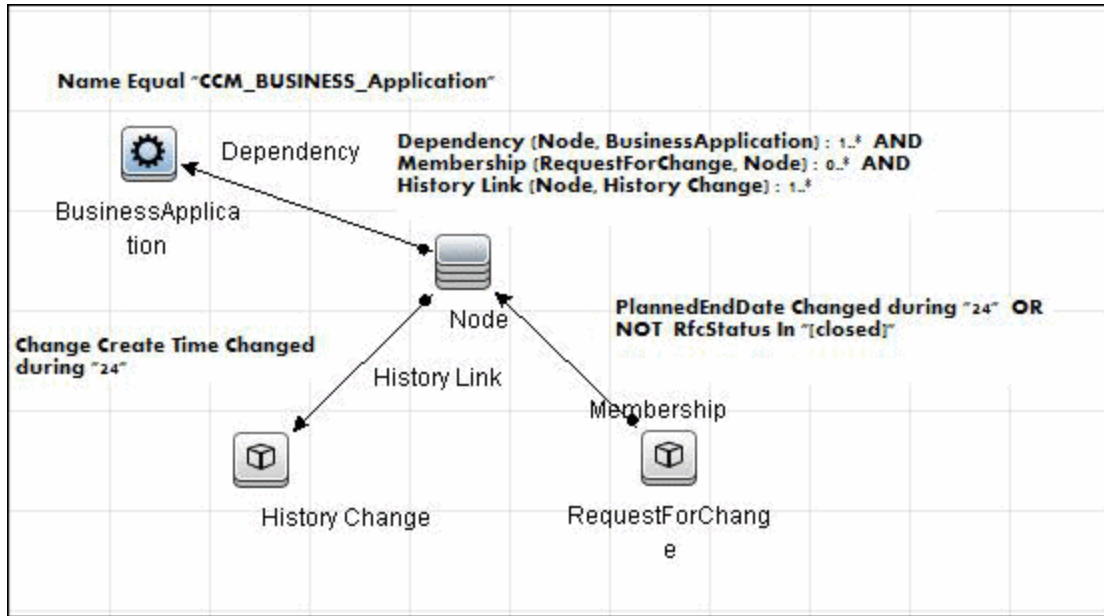 Name Equal "CCM_BUSINESS_Application"
Dependency
Dependency (Node, BusinessApplication) : 1..* AND
Membership (RequestForChange, Node) : 0..* AND
History Link (Node, History Change) : 1..*
BusinessApplica
tion
Node
PlannedEndDate Changed during "24" OR
NOT RfcStatus In "[closed]"
Change Create Time Changed
during "24"
History Link
Membership
History Change
RequestForChang
e